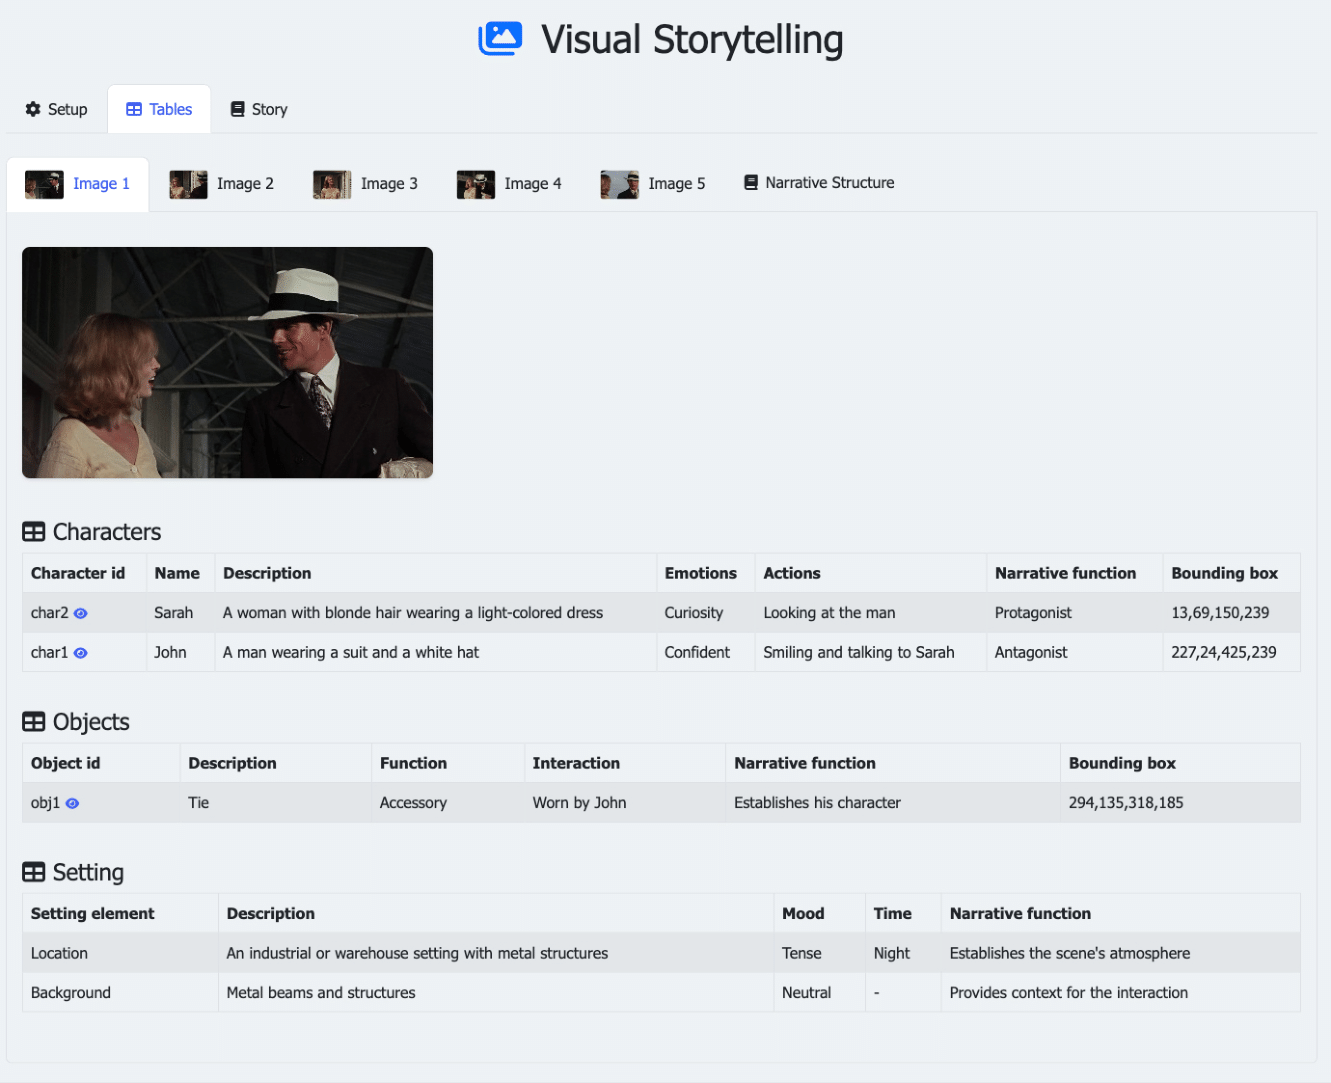 Visual Storytelling
Setup Tables Story
Image 1 Image 2 Image 3 Image 4 Image 5 Narrative Structure
Characters
Character id Name Description Emotions Actions Narrative function Bounding box
char2 Sarah A woman with blonde hair wearing a light-colored dress Curiosity Looking at the man Protagonist 13,69,150,239
char1 John A man wearing a suit and a white hat Confident Smiling and talking to Sarah Antagonist 227,24,425,239
Objects
Object id Description Function Interaction Narrative function Bounding box
obj1 Tie Accessory Worn by John Establishes his character 294,135,318,185
Setting
Setting element Description Mood Time Narrative function
Location An industrial or warehouse setting with metal structures Tense Night Establishes the scene's atmosphere
Background Metal beams and structures Neutral - Provides context for the interaction